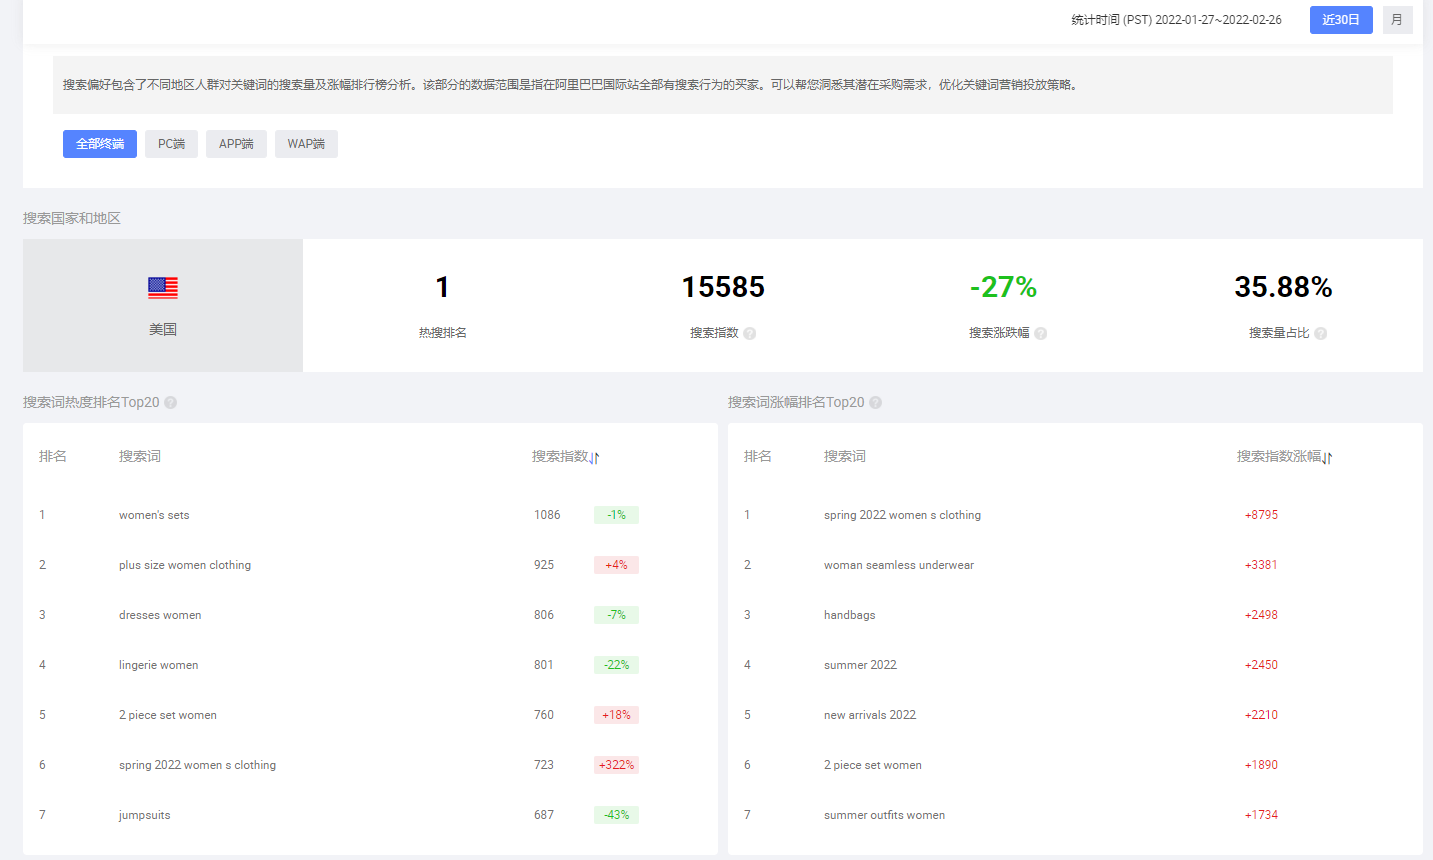 统计时间 (PST) 2022-01-27~2022-02-26 近30日 月
搜索偏好包含了不同地区人群对关键词的搜索量及涨幅排行榜分析。该部分的数据范围是指在阿里巴巴国际站全部有搜索行为的买家。可以帮您洞悉其潜在采购需求，优化关键词营销投放策略。
全部终端 PC端 APP端 WAP端
搜索国家和地区
1 15585 -27% 35.88%
美国 热搜排名 搜索指数 ? 搜索涨跌幅 ? 搜索量占比 ?
搜索词热度排名Top20 ?
排名 搜索词 搜索指数
1 women's sets 1086 -1%
2 plus size women clothing 925 +4%
3 dresses women 806 -7%
4 lingerie women 801 -22%
5 2 piece set women 760 +18%
6 spring 2022 women s clothing 723 +322%
7 jumpsuits 687 -43%
搜索词涨幅排名Top20 ?
排名 搜索词 搜索指数涨幅
1 spring 2022 women s clothing +8795
2 woman seamless underwear +3381
3 handbags +2498
4 summer 2022 +2450
5 new arrivals 2022 +2210
6 2 piece set women +1890
7 summer outfits women +1734